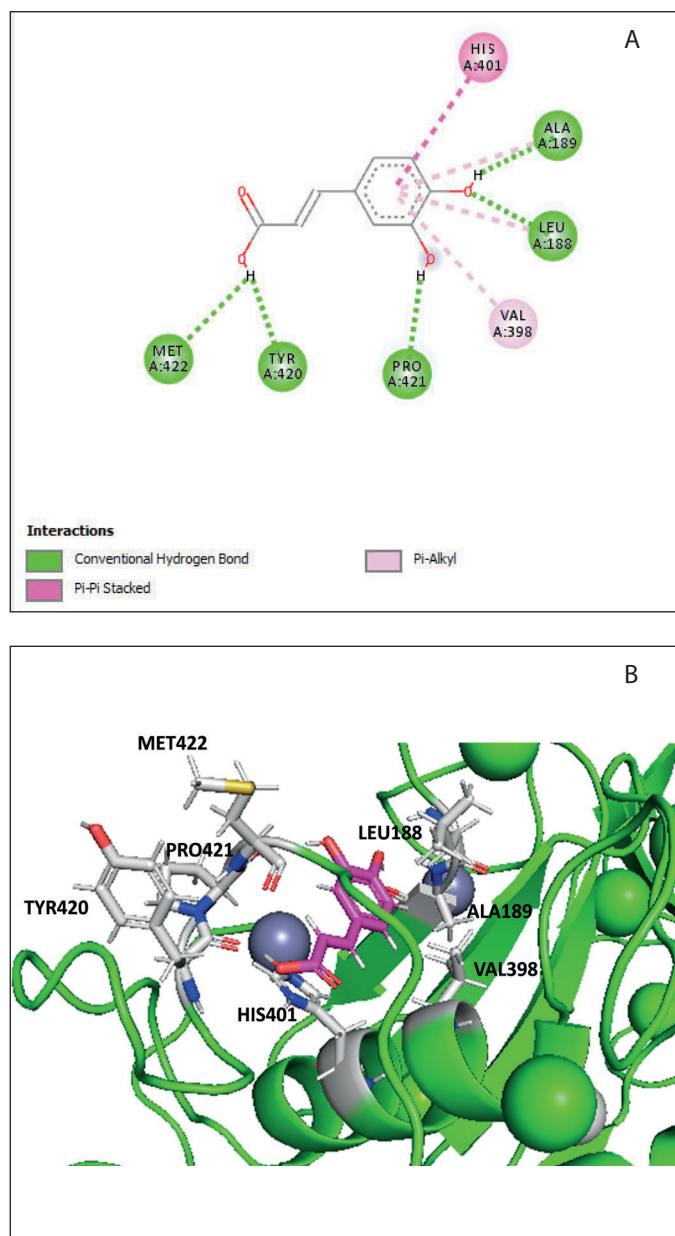 A
HIS
A:401
ALA
A:189
H
O
O
LEU
A:188
O
O
H
H
VAL
A:398
MET
A:422
TYR
A:420
PRO
A:421
Interactions
Conventional Hydrogen Bond
Pi-Alkyl
Pi-Pi Stacked
B
MET422
LEU188
PRO421
TYR420
ALA189
VAL398
HIS401